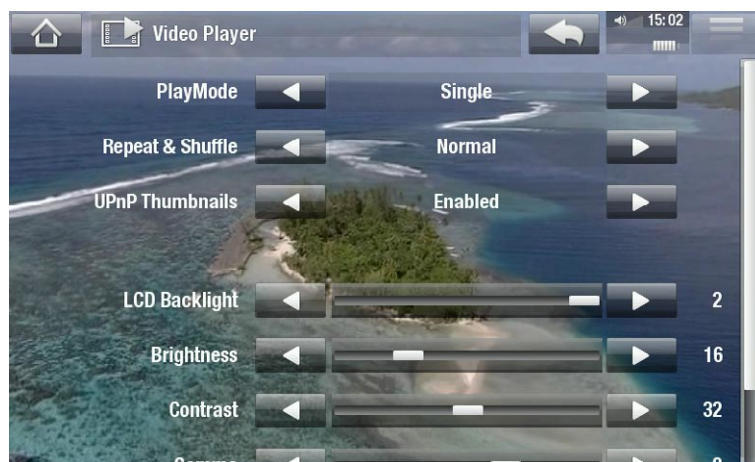 Video Player
15:02
PlayMode Single
Repeat & Shuffle Normal
UPnP Thumbnails Enabled
LCD Backlight 2
Brightness 16
Contrast 32